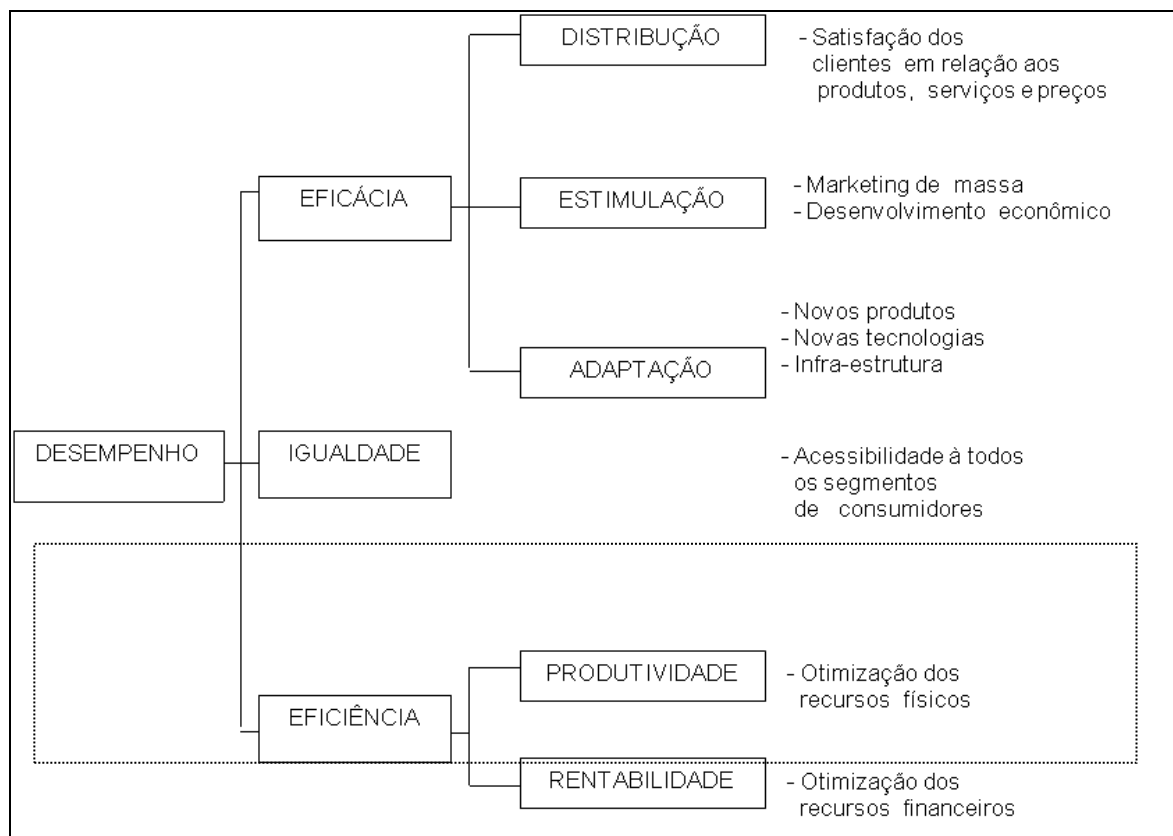 DISTRIBUÇÃO
- Satisfação dos
clientes em relação aos
produtos, serviços e preços
EFICÁCIA
ESTIMULAÇÃO
- Marketing de massa
- Desenvolvimento econômico
ADAPTAÇÃO
- Novos produtos
- Novas tecnologias
- Infra-estrutura
DESEMPENHO
IGUALDADE
- Acessibilidade à todos
os segmentos
de consumidores
EFICIÊNCIA
PRODUTIVIDADE
- Otimização dos
recursos físicos
RENTABILIDADE
- Otimização dos
recursos financeiros